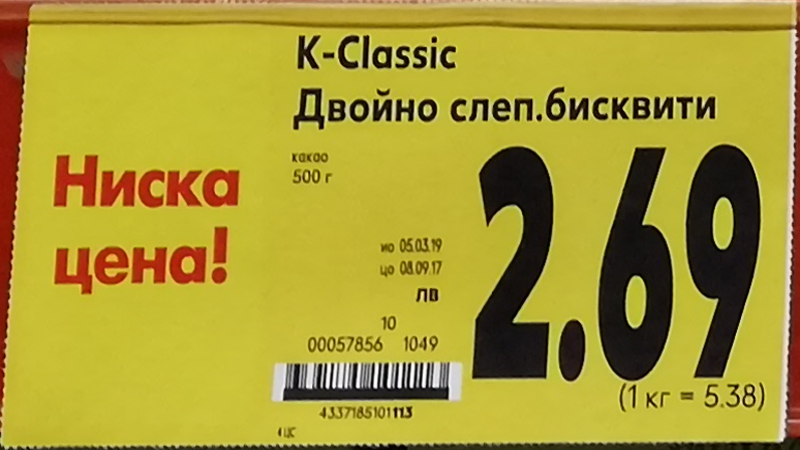 K-Classic
Двойно слеп.бисквити
какао
500 г
Ниска
цена!
ио 05.03.19
цо 08.09.17
лв
2.69
10
00057856 1049
(1 кг = 5.38)
4337185101113